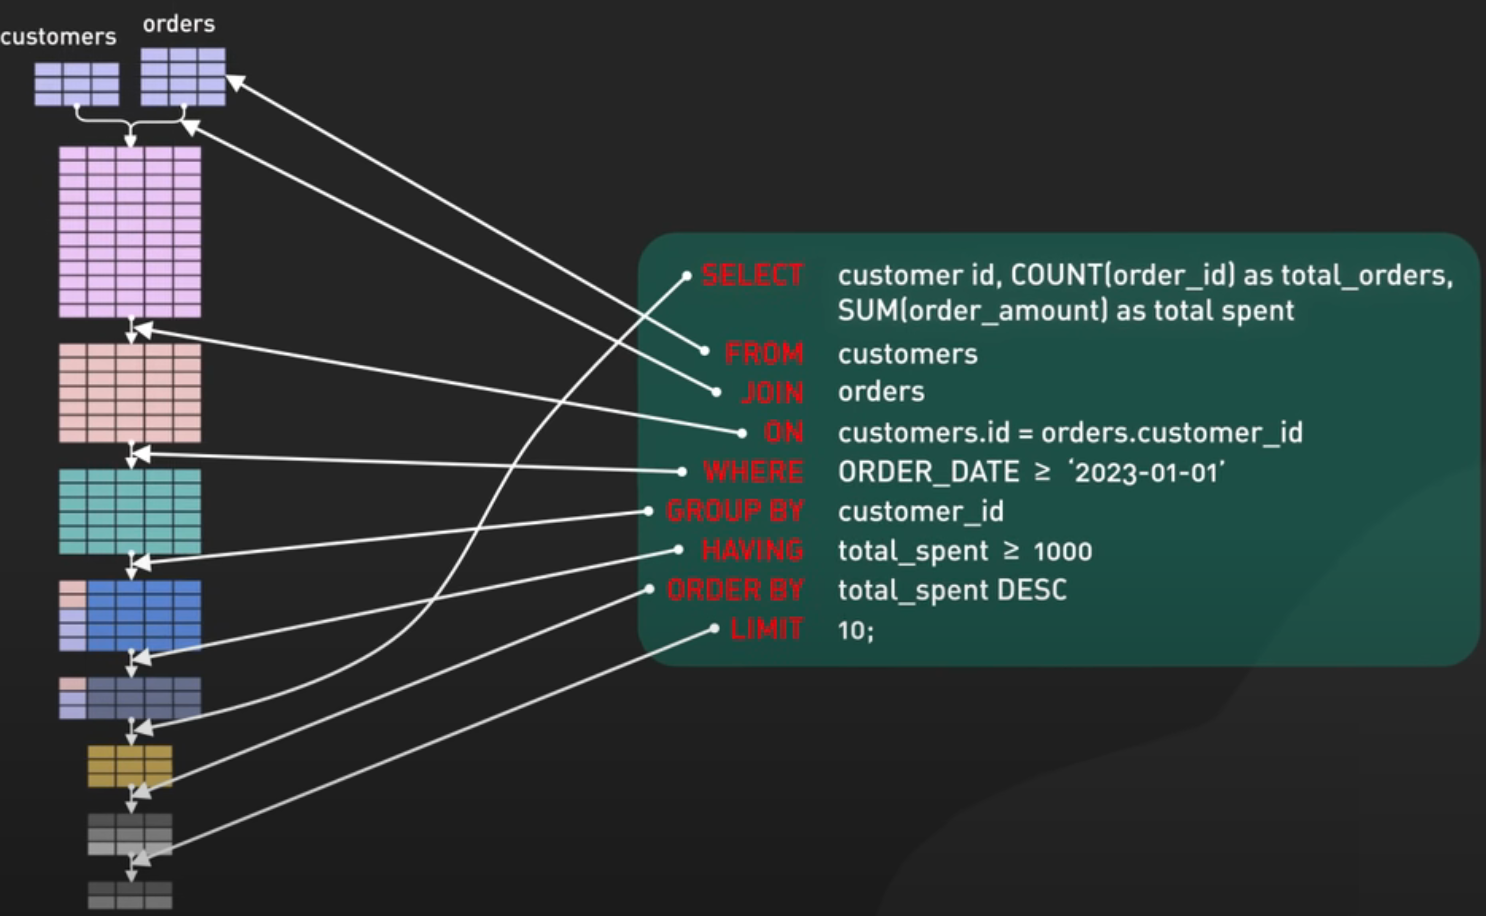 customers
orders
SELECT customer id, COUNT(order_id) as total_orders,
SUM(order_amount) as total spent
FROM customers
JOIN orders
ON customers.id = orders.customer_id
WHERE ORDER_DATE ≥ ‘2023-01-01’
GROUP BY customer_id
HAVING total_spent ≥ 1000
ORDER BY total_spent DESC
LIMIT 10;